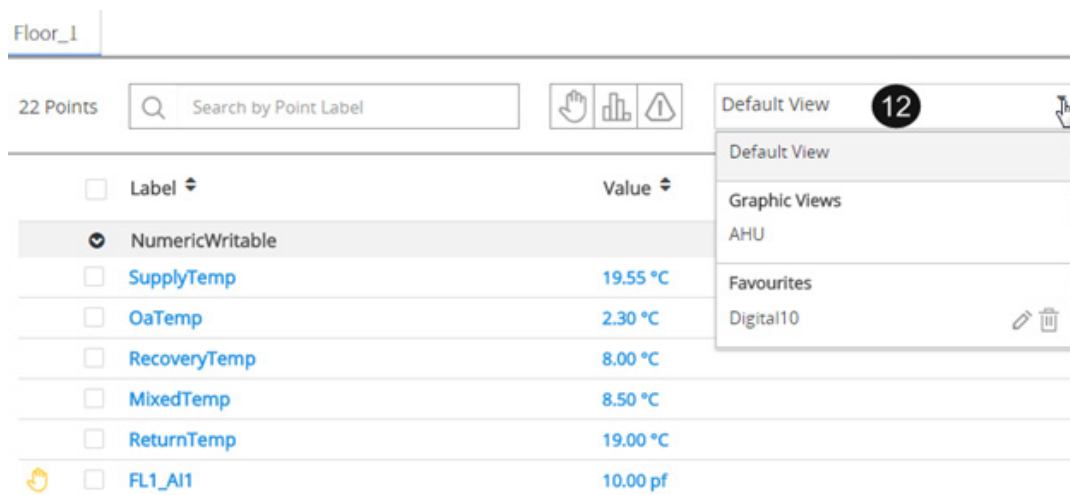 Floor_1
22 Points Search by Point Label Default View 12
Default View
Label Value
Graphic Views
AHU
NumericWritable
SupplyTemp 19.55 °C
Favourites
OaTemp 2.30 °C
Digital10
RecoveryTemp 8.00 °C
MixedTemp 8.50 °C
ReturnTemp 19.00 °C
FL1_AI1 10.00 pf